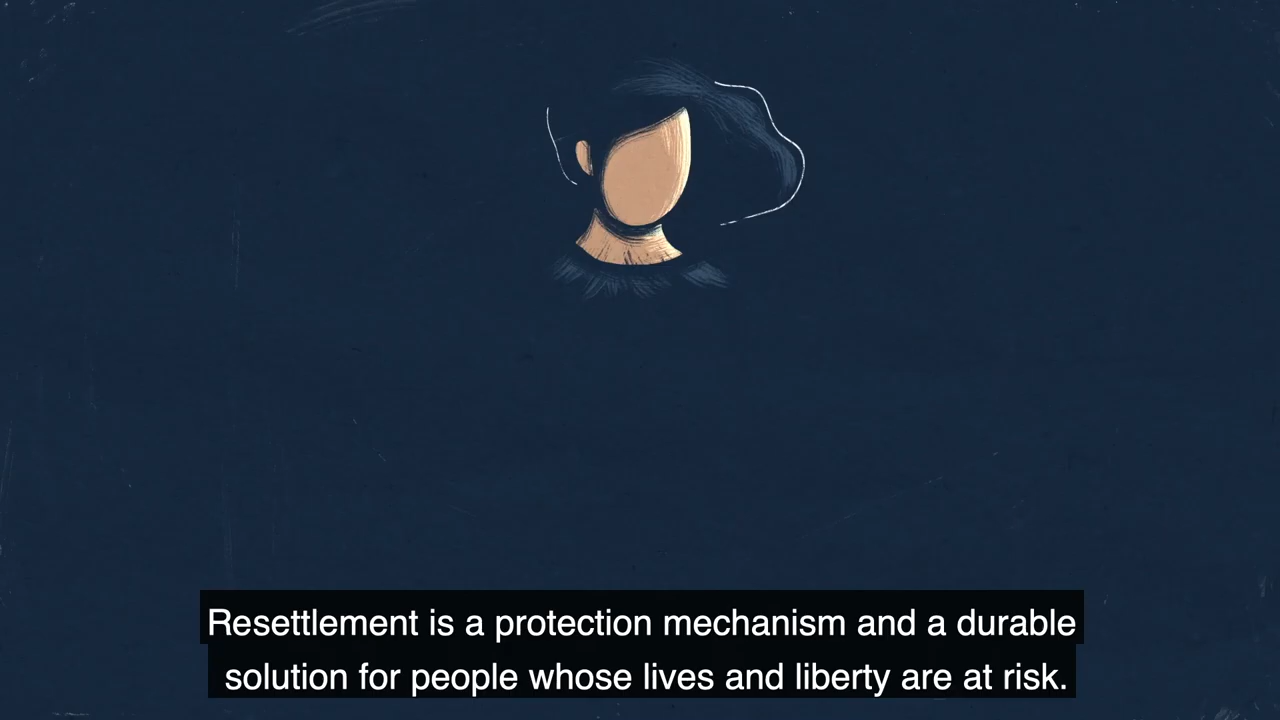 Resettlement is a protection mechanism and a durable
solution for people whose lives and liberty are at risk.